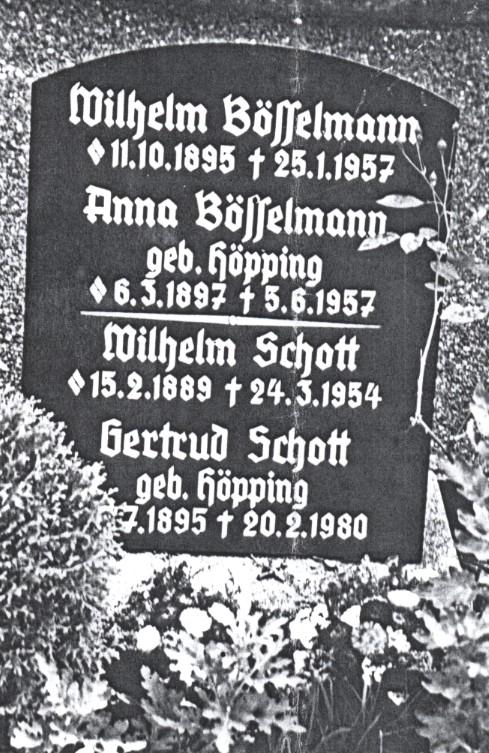 Wilhelm Bösselmann
11.10.1895 † 25.1.1957
Anna Bösselmann
geb. Höpping
6.3.1897 † 5.6.1957
Wilhelm Schott
15.2.1889 † 24.3.1954
Gertrud Schott
geb. Höpping
7.1895 † 20.2.1980